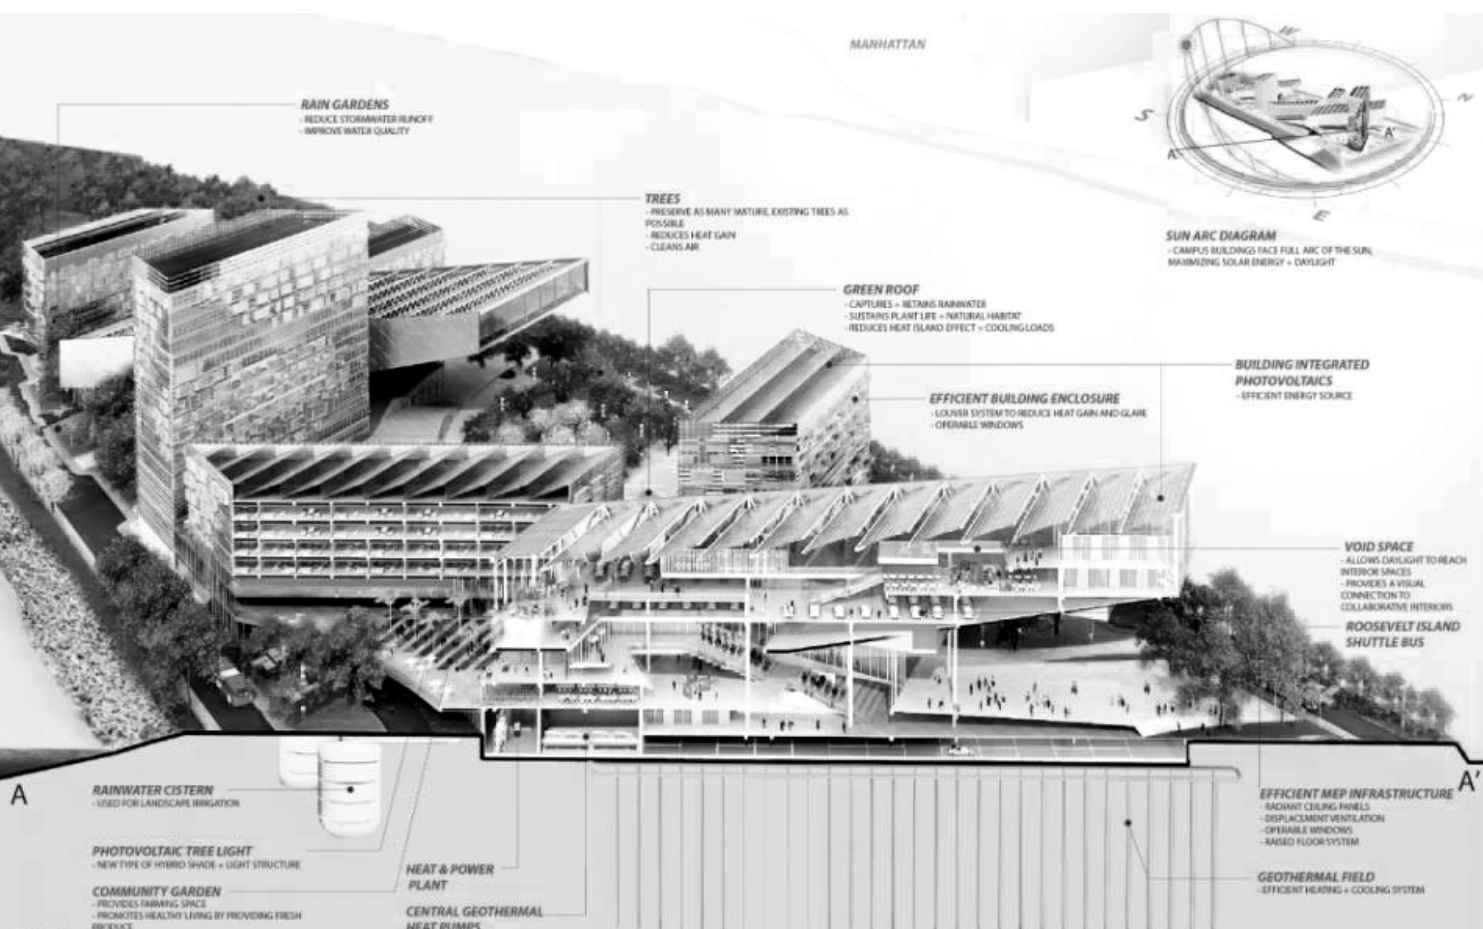 MANHATTAN
W
N
S
E
A
A'
RAIN GARDENS
- REDUCE STORMWATER RUNOFF
- IMPROVE WATER QUALITY
TREES
- PRESERVE AS MANY MATURE, EXISTING TREES AS
POSSIBLE
- REDUCES HEAT GAIN
- CLEANS AIR
SUN ARC DIAGRAM
- CAMPUS BUILDINGS FACE FULL ARC OF THE SUN,
MAXIMIZING SOLAR ENERGY + DAYLIGHT
GREEN ROOF
- CAPTURES + RETAINS RAINWATER
- SUSTAINS PLANT LIFE + NATURAL HABITAT
- REDUCES HEAT ISLAND EFFECT + COOLING LOADS
BUILDING INTEGRATED
PHOTOVOLTAICS
- EFFICIENT ENERGY SOURCE
EFFICIENT BUILDING ENCLOSURE
- LOUVER SYSTEM TO REDUCE HEAT GAIN AND GLARE
- OPERABLE WINDOWS
VOID SPACE
- ALLOWS DAYLIGHT TO REACH
INTERIOR SPACES
- PROVIDES A VISUAL
CONNECTION TO
COLLABORATIVE INTERIORS
ROOSEVELT ISLAND
SHUTTLE BUS
A
A'
RAINWATER CISTERN
- USED FOR LANDSCAPE IRRIGATION
PHOTOVOLTAIC TREE LIGHT
- NEW TYPE OF HYBRID SHADE + LIGHT STRUCTURE
COMMUNITY GARDEN
- PROVIDES FARMING SPACE
- PROMOTES HEALTHY LIVING BY PROVIDING FRESH
PRODUCE
HEAT & POWER
PLANT
CENTRAL GEOTHERMAL
HEAT PUMPS
EFFICIENT MEP INFRASTRUCTURE
- RADIANT CEILING PANELS
- DISPLACEMENT VENTILATION
- OPERABLE WINDOWS
- RAISED FLOOR SYSTEM
GEOTHERMAL FIELD
- EFFICIENT HEATING + COOLING SYSTEM